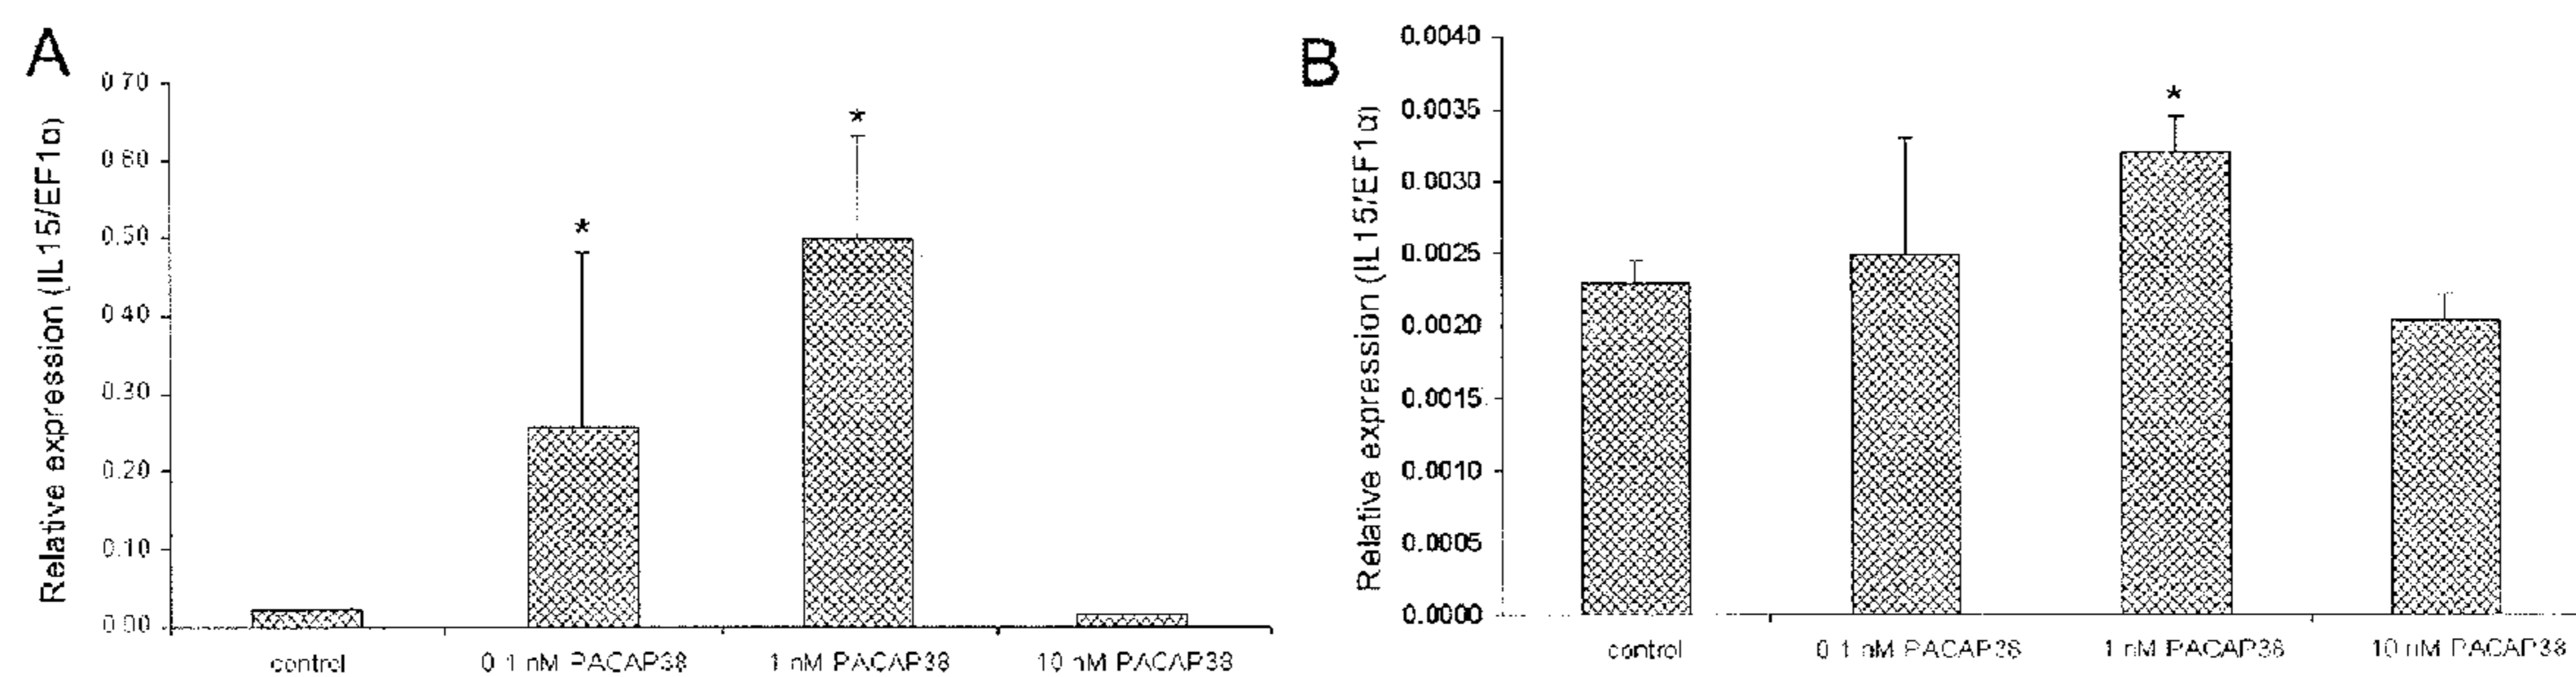 A
Relative expression (IL15/EF1α)
0.70
0.60
0.50
0.40
0.30
0.20
0.10
0.00
*
*
control
0.1 nM PACAP38
1 nM PACAP38
10 nM PACAP38
B
Relative expression (IL15/EF1α)
0.0040
0.0035
0.0030
0.0025
0.0020
0.0015
0.0010
0.0005
0.0000
*
control
0.1 nM PACAP38
1 nM PACAP38
10 nM PACAP38